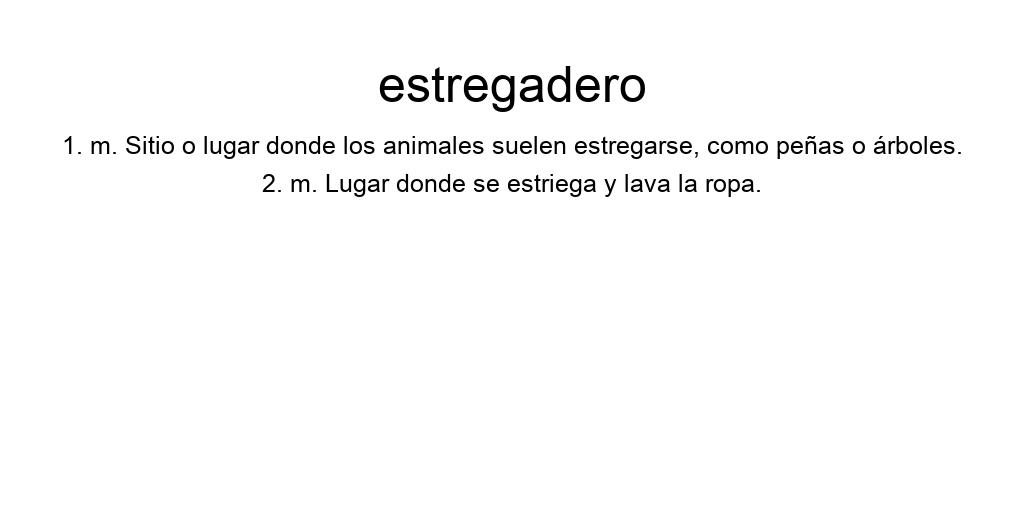 estregadero
1. m. Sitio o lugar donde los animales suelen estregarse, como peñas o árboles.
2. m. Lugar donde se estriega y lava la ropa.